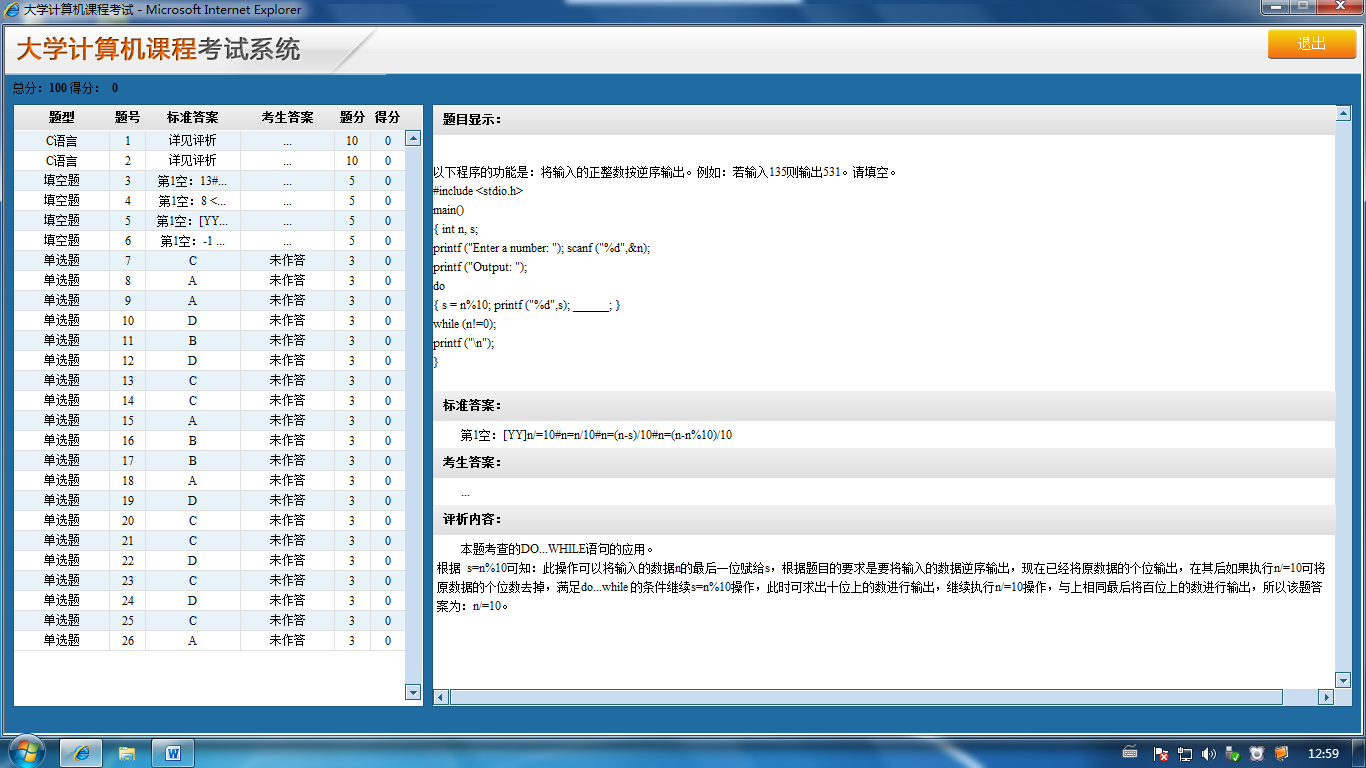 大学计算机课程考试 - Microsoft Internet Explorer
大学计算机课程考试系统
退出
总分：100 得分： 0
题型 题号 标准答案 考生答案 题分 得分
C语言 1 详见评析 ... 10 0
C语言 2 详见评析 ... 10 0
填空题 3 第1空：13#... ... 5 0
填空题 4 第1空：8 <... ... 5 0
填空题 5 第1空：[YY... ... 5 0
填空题 6 第1空：-1 ... ... 5 0
单选题 7 C 未作答 3 0
单选题 8 A 未作答 3 0
单选题 9 A 未作答 3 0
单选题 10 D 未作答 3 0
单选题 11 B 未作答 3 0
单选题 12 D 未作答 3 0
单选题 13 C 未作答 3 0
单选题 14 C 未作答 3 0
单选题 15 A 未作答 3 0
单选题 16 B 未作答 3 0
单选题 17 B 未作答 3 0
单选题 18 A 未作答 3 0
单选题 19 D 未作答 3 0
单选题 20 C 未作答 3 0
单选题 21 C 未作答 3 0
单选题 22 D 未作答 3 0
单选题 23 C 未作答 3 0
单选题 24 D 未作答 3 0
单选题 25 C 未作答 3 0
单选题 26 A 未作答 3 0
题目显示：
以下程序的功能是：将输入的正整数按逆序输出。例如：若输入135则输出531。请填空。
#include <stdio.h>
main()
{ int n, s;
printf ("Enter a number: "); scanf ("%d",&n);
printf ("Output: ");
do
{ s = n%10; printf ("%d",s); ______; }
while (n!=0);
printf ("\n");
}
标准答案：
第1空：[YY]n/=10#n=n/10#n=(n-s)/10#n=(n-n%10)/10
考生答案：
...
评析内容：
本题考查的DO...WHILE语句的应用。
根据 s=n%10可知：此操作可以将输入的数据n的最后一位赋给s，根据题目的要求是要将输入的数据逆序输出，现在已经将原数据的个位输出，在其后如果执行n/=10可将
原数据的个位数去掉，满足do...while的条件继续s=n%10操作，此时可求出十位上的数进行输出，继续执行n/=10操作，与上相同最后将百位上的数进行输出，所以该题答
案为：n/=10。
12:59